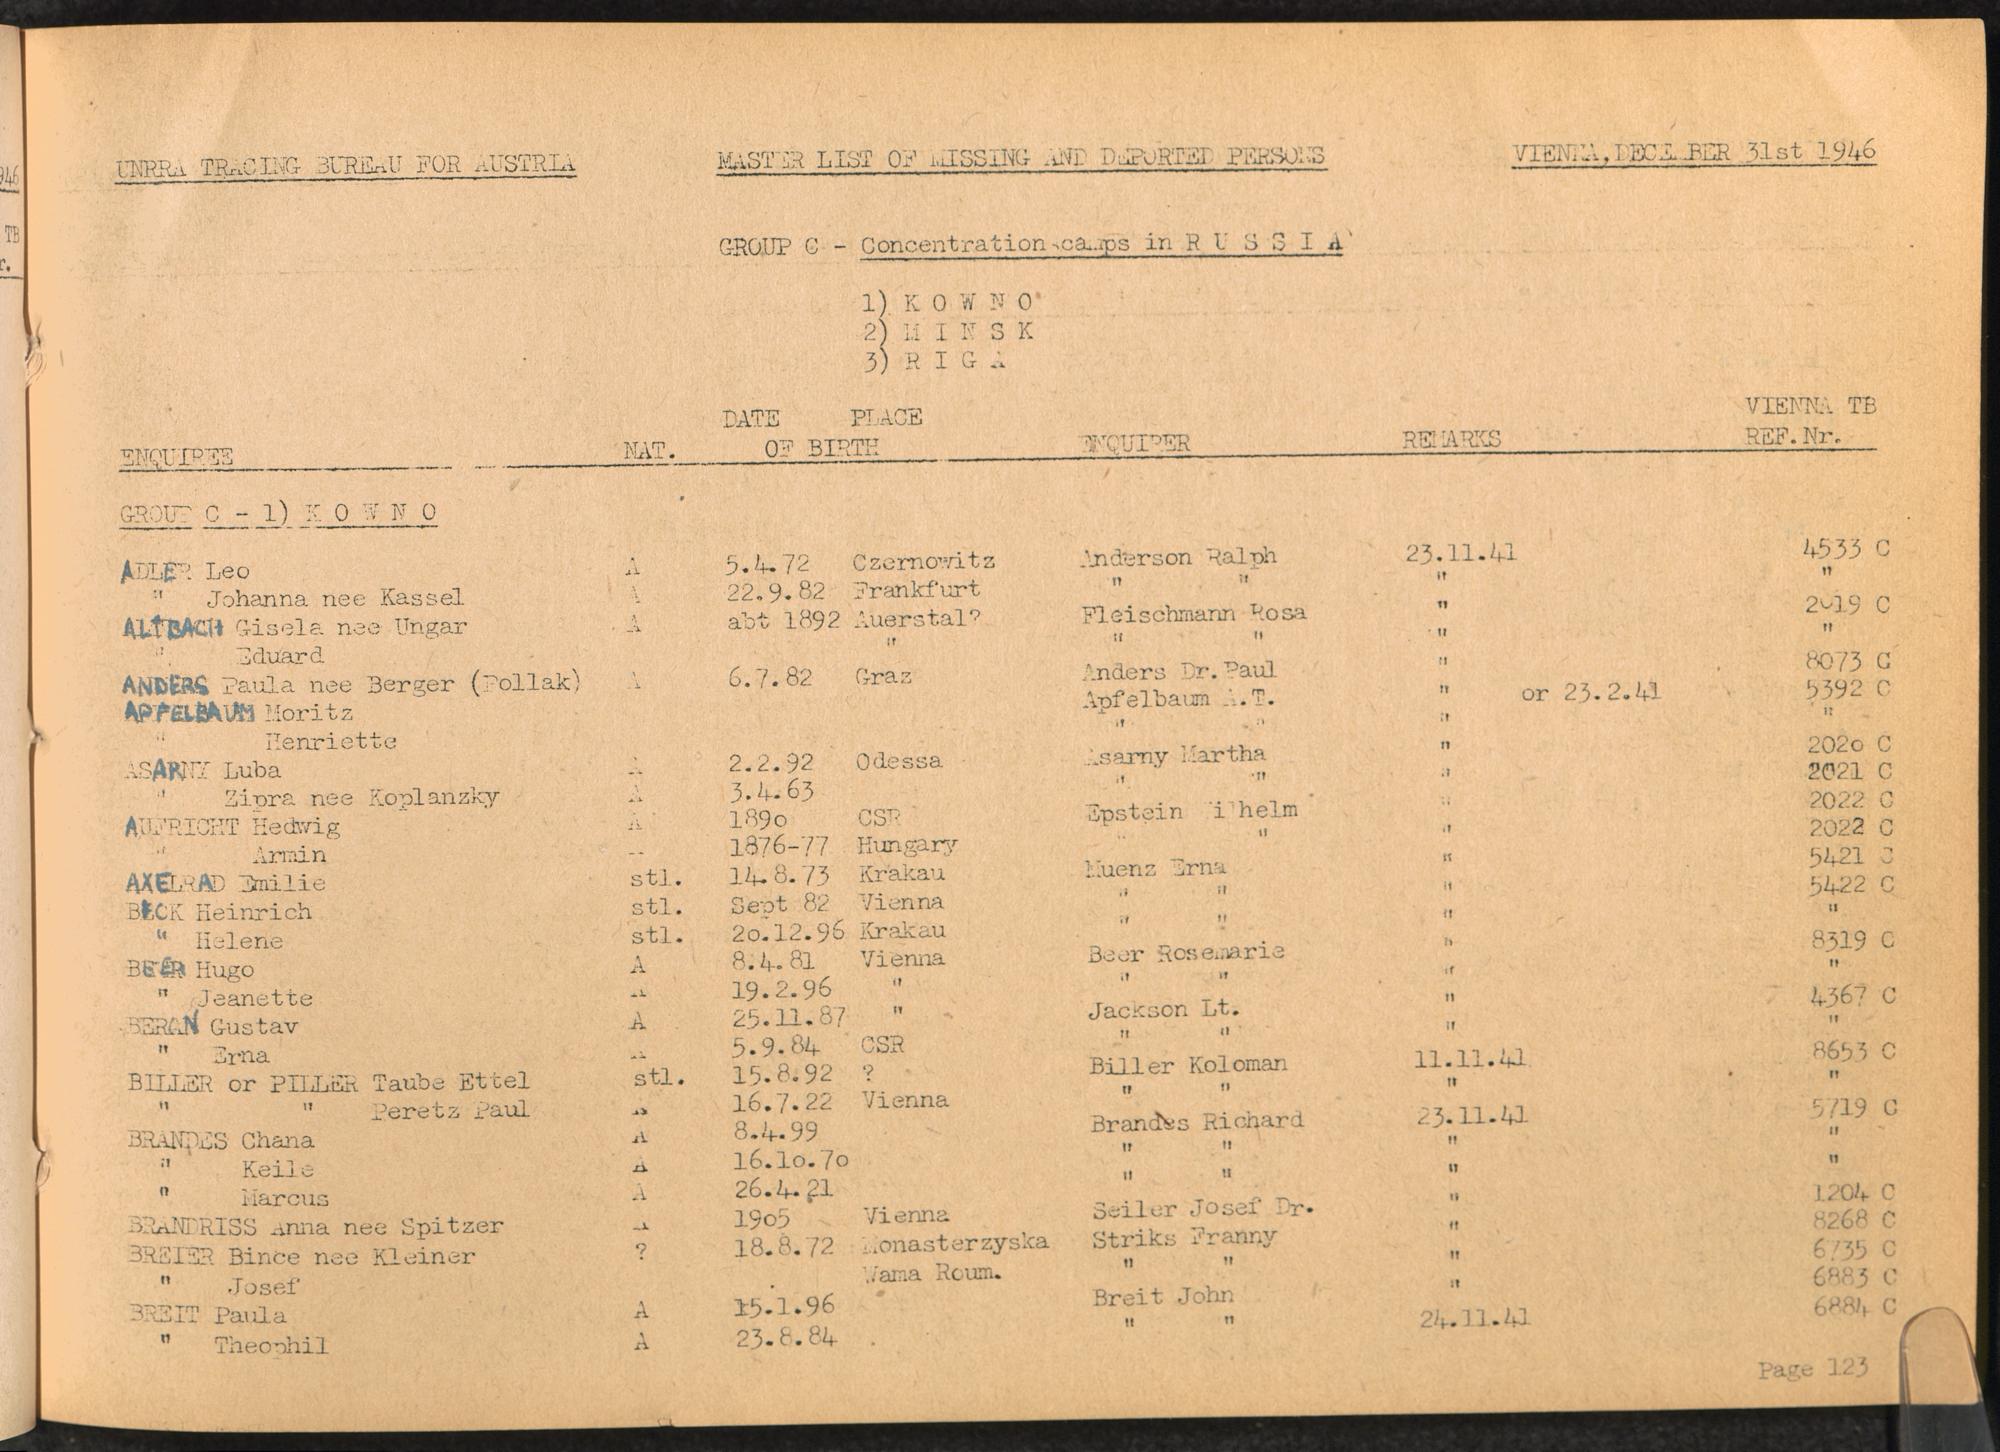 946
TB
r.
UNRRA TRACING BUREAU FOR AUSTRIA MASTER LIST OF MISSING AND DEPORTED PERSONS VIENNA,DECEMBER 31st 1946
GROUP C - Concentration camps in R U S S I A
1) K O W N O
2) M I N S K
3) R I G A
DATE PLACE VIENNA TB
ENQUIREE NAT. OF BIRTH ENQUIRER REMARKS REF.Nr.
GROUP C - 1) K O W N O
ADLER Leo A 5.4.72 Czernowitz Anderson Ralph 23.11.41 4533 C
" Johanna nee Kassel A 22.9.82 Frankfurt " " " "
ALTBACH Gisela nee Ungar A abt 1892 Auerstal? Fleischmann Rosa " 2019 C
" Eduard " " " " "
ANDERS Paula nee Berger (Pollak) A 6.7.82 Graz Anders Dr.Paul " 8073 C
APFELBAUM Moritz Apfelbaum A.T. " or 23.2.41 5392 C
" Henriette " " " "
ASARNY Luba A 2.2.92 Odessa Asarny Martha " 2020 C
" Zipra nee Koplanzky A 3.4.63 " " " 2021 C
AUFRICHT Hedwig A 1890 CSR Epstein Wilhelm " 2022 C
" Armin -- 1876-77 Hungary " " " 2022 C
AXELRAD Emilie stl. 14.8.73 Krakau Muenz Erna " 5421 C
BECK Heinrich stl. Sept 82 Vienna " " " 5422 C
" Helene stl. 20.12.96 Krakau " " " "
BEER Hugo A 8.4.81 Vienna Beer Rosemarie " 8319 C
" Jeanette A 19.2.96 " " " " "
BERAN Gustav A 25.11.87 " Jackson Lt. " 4367 C
" Erna A 5.9.84 CSR " " " "
BILLER or PILLER Taube Ettel stl. 15.8.92 ? Biller Koloman 11.11.41 8653 C
" " Peretz Paul A 16.7.22 Vienna " " " "
BRANDES Chana A 8.4.99 Brandes Richard 23.11.41 5719 C
" Keile A 16.10.70 " " " "
" Marcus A 26.4.21 " " " "
BRANDRISS Anna nee Spitzer A 1905 Vienna Seiler Josef Dr. " 1204 C
BREIER Bince nee Kleiner ? 18.8.72 Monasterzyska Striks Franny " 8268 C
" Josef Wama Roum. " " " 6735 C
BREIT Paula A 15.1.96 Breit John " 6883 C
" Theophil A 23.8.84 " " 24.11.41 6884 C
Page 123